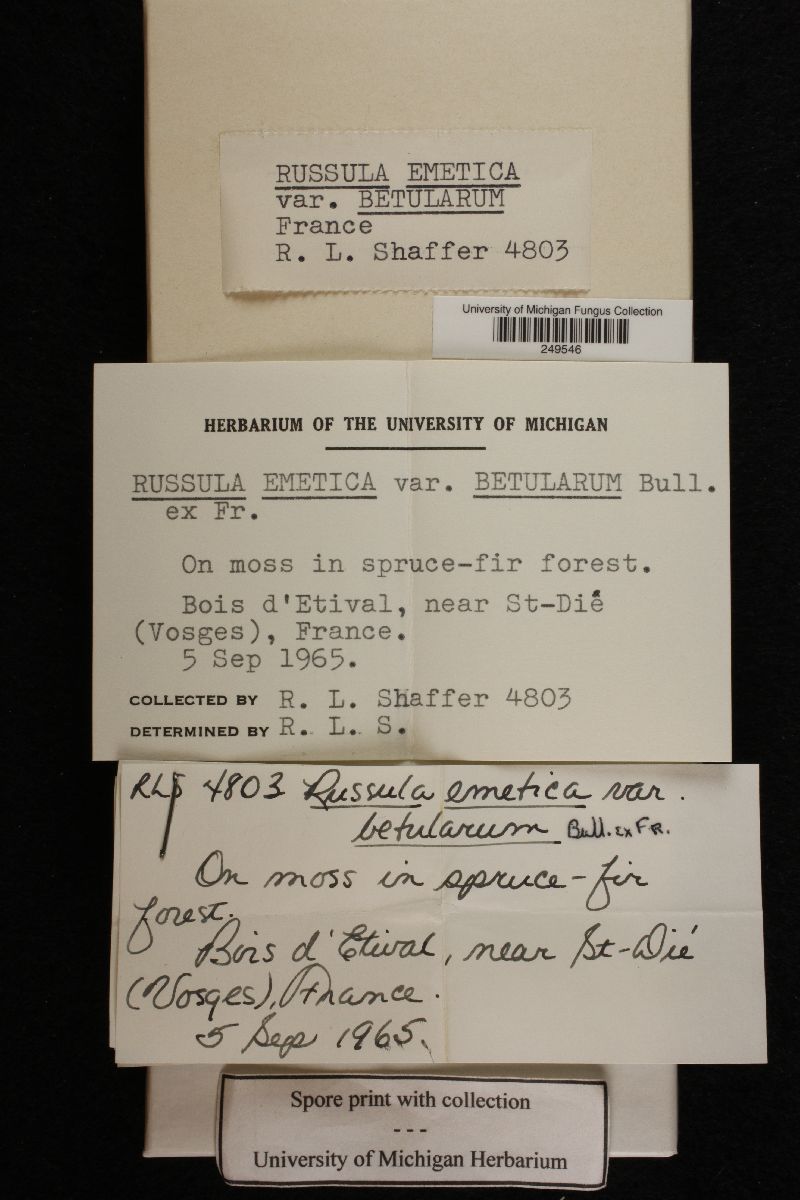 RUSSULA EMETICA
var. BETULARUM
France
R. L. Shaffer 4803
University of Michigan Fungus Collection
249546
HERBARIUM OF THE UNIVERSITY OF MICHIGAN
RUSSULA EMETICA var. BETULARUM Bull.
ex Fr.
On moss in spruce-fir forest.
Bois d'Etival, near St-Dié
(Vosges), France.
5 Sep 1965.
COLLECTED BY R. L. Shaffer 4803
DETERMINED BY R. L. S.
RLS 4803 Russula emetica var.
betularum Bull. ex Fr.
On moss in spruce-fir
forest.
Bois d'Etival, near St-Dié
(Vosges), France.
5 Sep 1965.
Spore print with collection
---
University of Michigan Herbarium